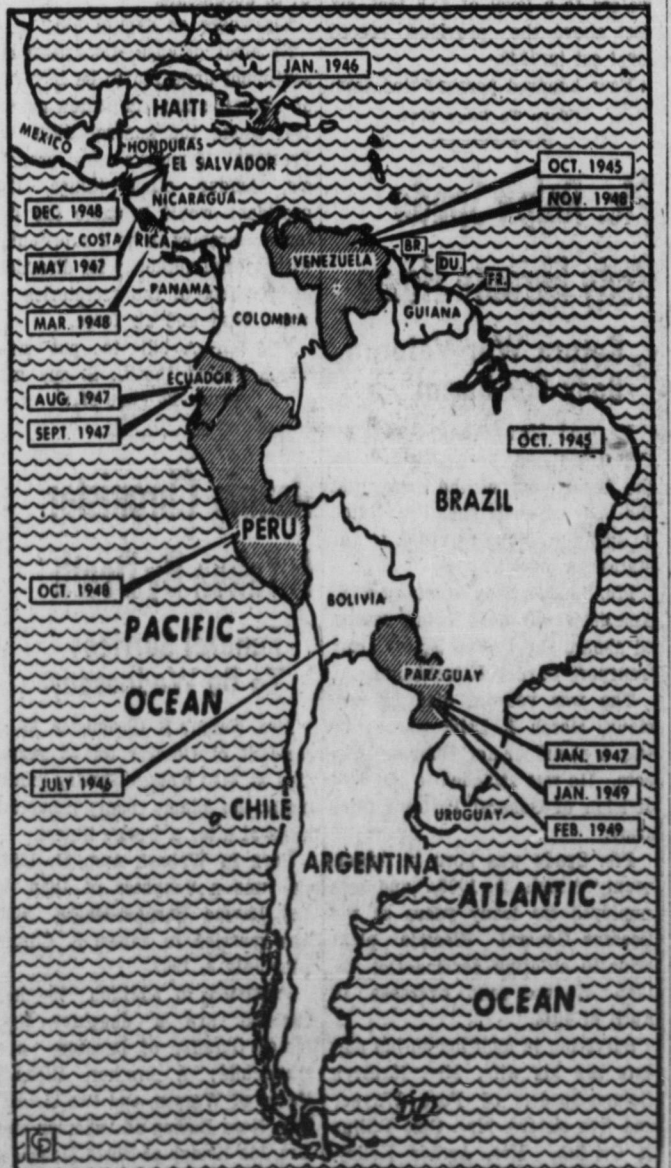 JAN. 1946
HAITI
MEXICO
HONDURAS
EL SALVADOR
OCT. 1945
NICARAGUA
NOV. 1948
DEC. 1948
COSTA RICA
BR.
VENEZUELA
DU.
MAY 1947
FR.
PANAMA
GUIANA
MAR. 1948
COLOMBIA
ECUADOR
AUG. 1947
SEPT. 1947
OCT. 1945
BRAZIL
PERU
OCT. 1948
BOLIVIA
PACIFIC
OCEAN
PARAGUAY
JAN. 1947
JULY 1946
JAN. 1949
CHILE
URUGUAY
FEB. 1949
ARGENTINA
ATLANTIC
OCEAN
CP